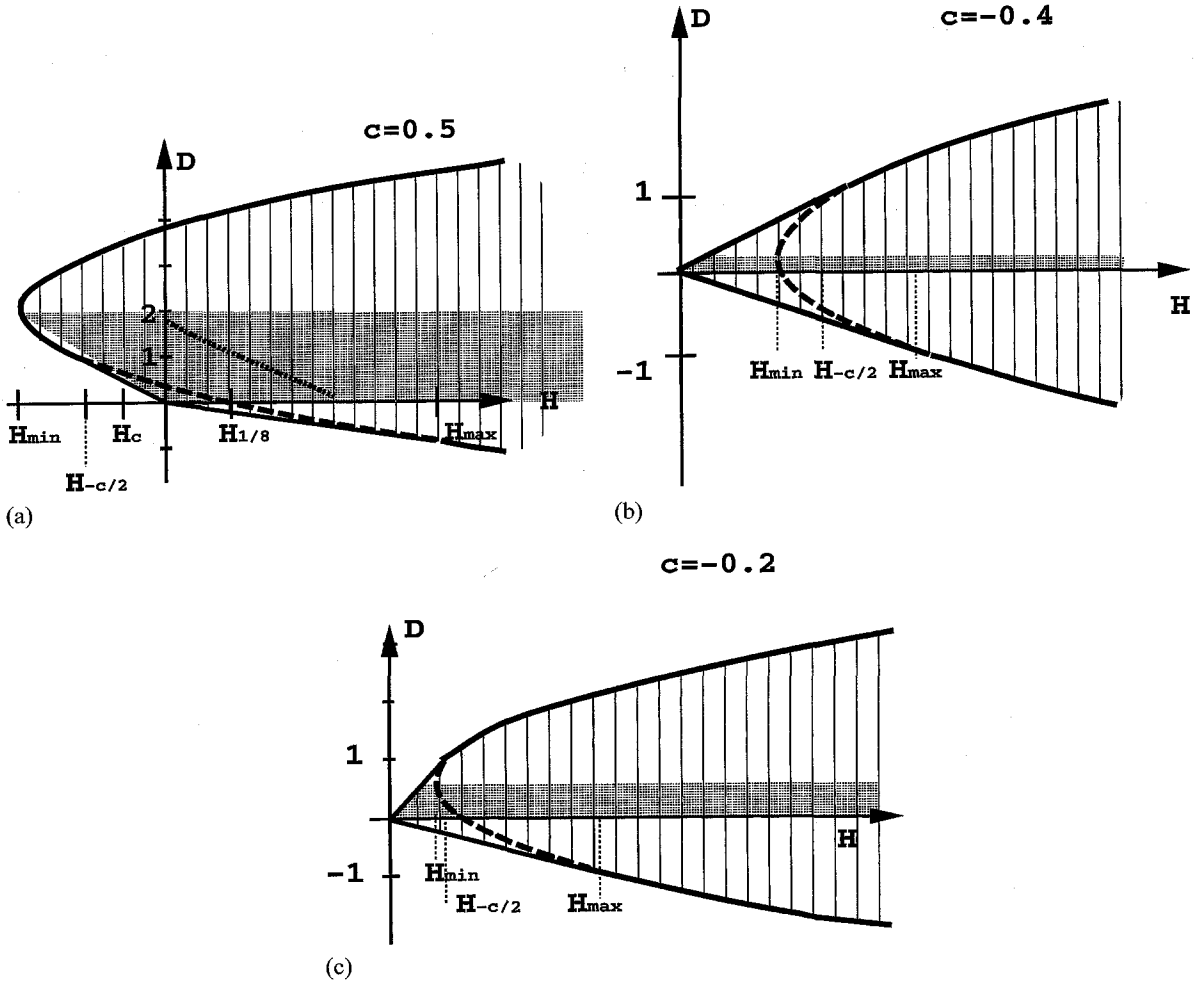 c=0.5
D
2
1
H
Hmin
Hc
H1/8
Hmax
H-c/2
(a)
c=-0.4
D
1
H
-1
Hmin H-c/2 Hmax
(b)
c=-0.2
D
1
H
-1
Hmin
H-c/2
Hmax
(c)